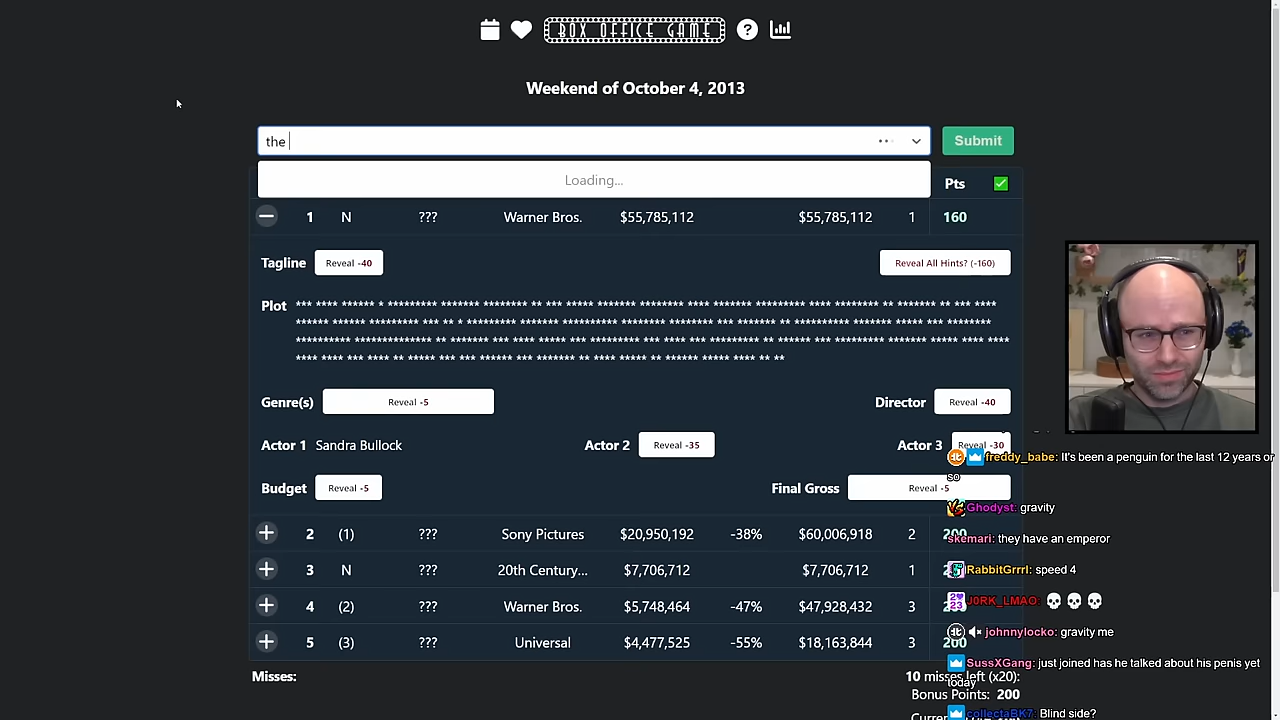 BOX OFFICE GAME
Weekend of October 4, 2013
the
Submit
Loading...
Pts
1 N ??? Warner Bros. $55,785,112 $55,785,112 1 160
Tagline Reveal -40 Reveal All Hints? (-160)
Plot *** **** ****** * ********* ******* ******** ** *** ***** ******* ******** **** ******* ********* **** ******** ** ******* ** *** ****
****** ****** ********* *** ** * ******* ******* ********** ******** ******** *** ******* ** ********** ******* ***** *** ********
********** ************** ** ******* *** **** ***** *** ********** *** ******** ** ****** *** ********* ******** ******* ***** **** ****
**** **** *** **** ** ***** *** *** ****** *** ******* ** **** ***** ** ****** ***** **** ** **
Genre(s) Reveal -5 Director Reveal -40
Actor 1 Sandra Bullock Actor 2 Reveal -35 Actor 3 Reveal -30
Budget Reveal -5 Final Gross Reveal -5
2 (1) ??? Sony Pictures $20,950,192 -38% $60,006,918 2 200
3 N ??? 20th Century... $7,706,712 $7,706,712 1
4 (2) ??? Warner Bros. $5,748,464 -47% $47,928,432 3
5 (3) ??? Universal $4,477,525 -55% $18,163,844 3 200
Misses: 10 misses left (x20):
Bonus Points: 200
freddy_babe: It's been a penguin for the last 12 years or
so
Ghodyst: gravity
skemari: they have an emperor
RabbitGrrrl: speed 4
J0RK_LMAO:
johnnylocko: gravity me
SussXGang: just joined has he talked about his penis yet
today
collectaBK7: Blind side?